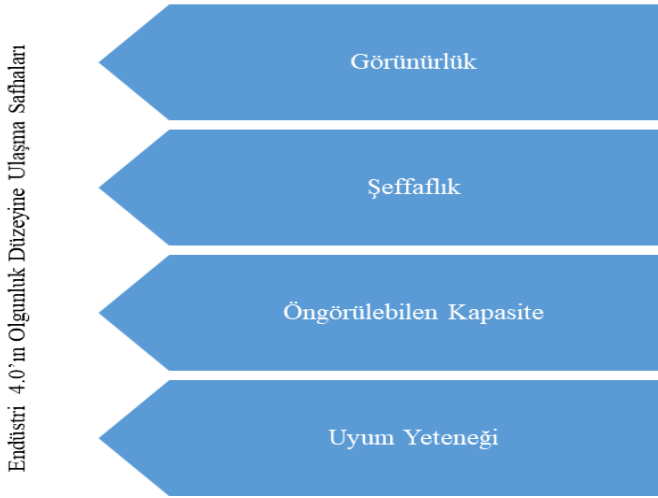 Endüstri 4.0’ın Olgunluk Düzeyine Ulaşma Safhaları
Görünürlük
Şeffaflık
Öngörülebilen Kapasite
Uyum Yeteneği